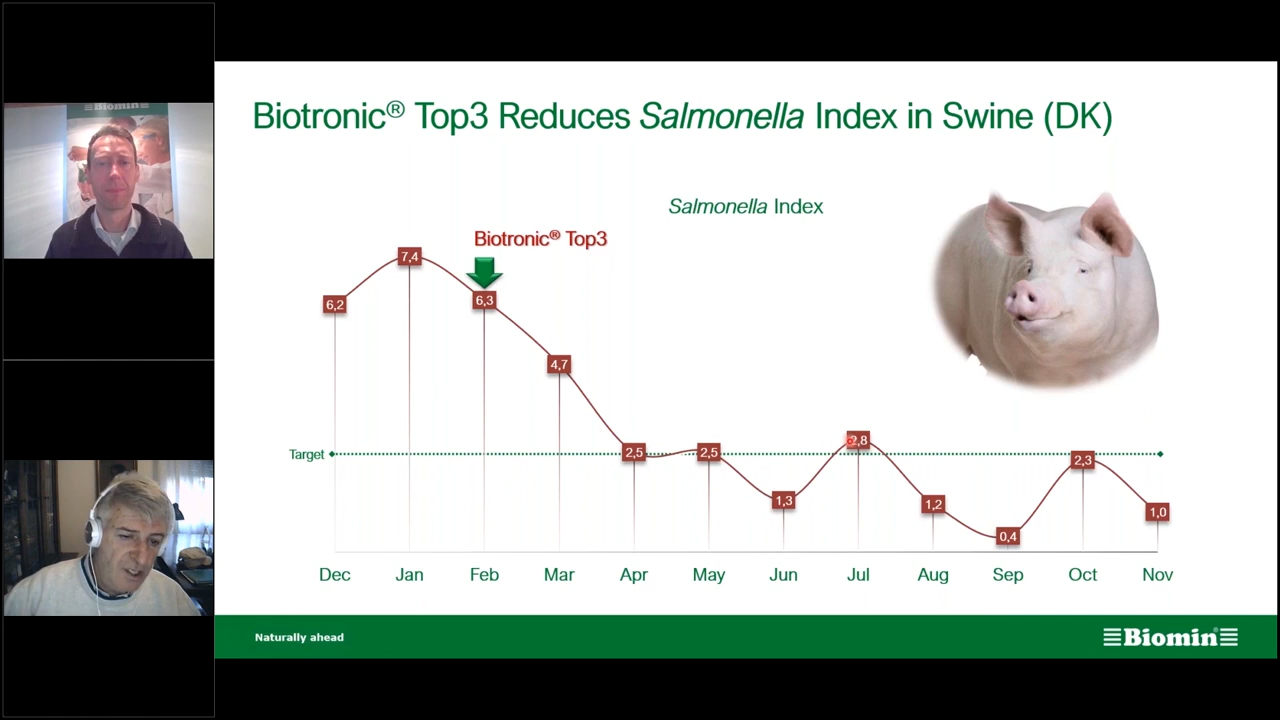 Biomin
Biotronic® Top3 Reduces Salmonella Index in Swine (DK)
Salmonella Index
Biotronic® Top3
7,4
6,2
6,3
4,7
2,5
2,5
1,3
2,8
1,2
0,4
2,3
1,0
Target
Dec Jan Feb Mar Apr May Jun Jul Aug Sep Oct Nov
Naturally ahead
Biomin®